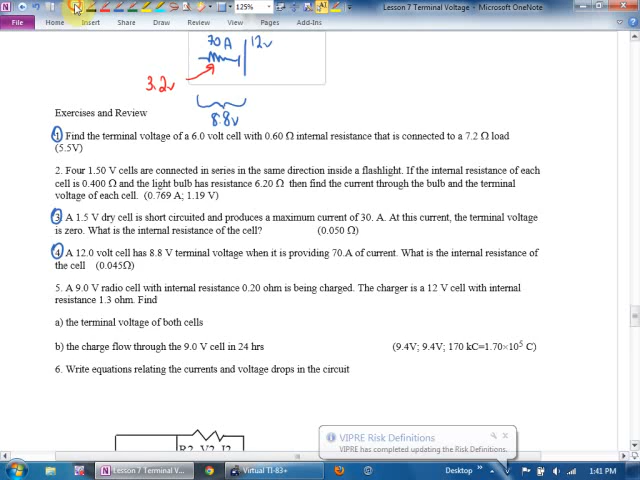 Lesson 7 Terminal Voltage - Microsoft OneNote
125%
File Home Insert Share Draw Review View Page Add-Ins
70A 12v
3.2v
8.8v
Exercises and Review
1. Find the terminal voltage of a 6.0 volt cell with 0.60 Ω internal resistance that is connected to a 7.2 Ω load
(5.5V)
2. Four 1.50 V cells are connected in series in the same direction inside a flashlight. If the internal resistance of each
cell is 0.400 Ω and the light bulb has resistance 6.20 Ω then find the current through the bulb and the terminal
voltage of each cell. (0.769 A; 1.19 V)
3. A 1.5 V dry cell is short circuited and produces a maximum current of 30. A. At this current, the terminal voltage
is zero. What is the internal resistance of the cell? (0.050 Ω)
4. A 12.0 volt cell has 8.8 V terminal voltage when it is providing 70.A of current. What is the internal resistance of
the cell (0.045Ω)
5. A 9.0 V radio cell with internal resistance 0.20 ohm is being charged. The charger is a 12 V cell with internal
resistance 1.3 ohm. Find
a) the terminal voltage of both cells
b) the charge flow through the 9.0 V cell in 24 hrs (9.4V; 9.4V, 170 kC=1.70×10⁵ C)
6. Write equations relating the currents and voltage drops in the circuit
R2, V2, I2
VIPRE Risk Definitions
VIPRE has completed updating the Risk Definitions.
Lesson 7 Terminal V... Virtual TI-83+ Desktop 1:41 PM